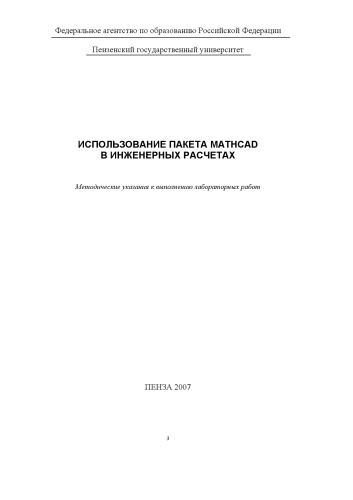 Федеральное агентство по образованию Российской Федерации
Пензенский государственный университет
ИСПОЛЬЗОВАНИЕ ПАКЕТА MATHCAD
В ИНЖЕНЕРНЫХ РАСЧЕТАХ
Методические указания к выполнению лабораторных работ
ПЕНЗА 2007